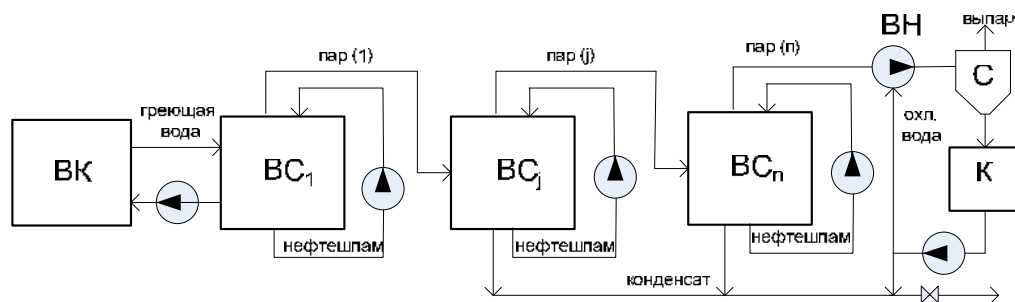 выпар
ВН
пар (1)
пар (j)
пар (n)
С
греющая
вода
охл.
вода
ВК
ВС1
ВСj
ВСn
К
нефтешлам
нефтешлам
нефтешлам
конденсат